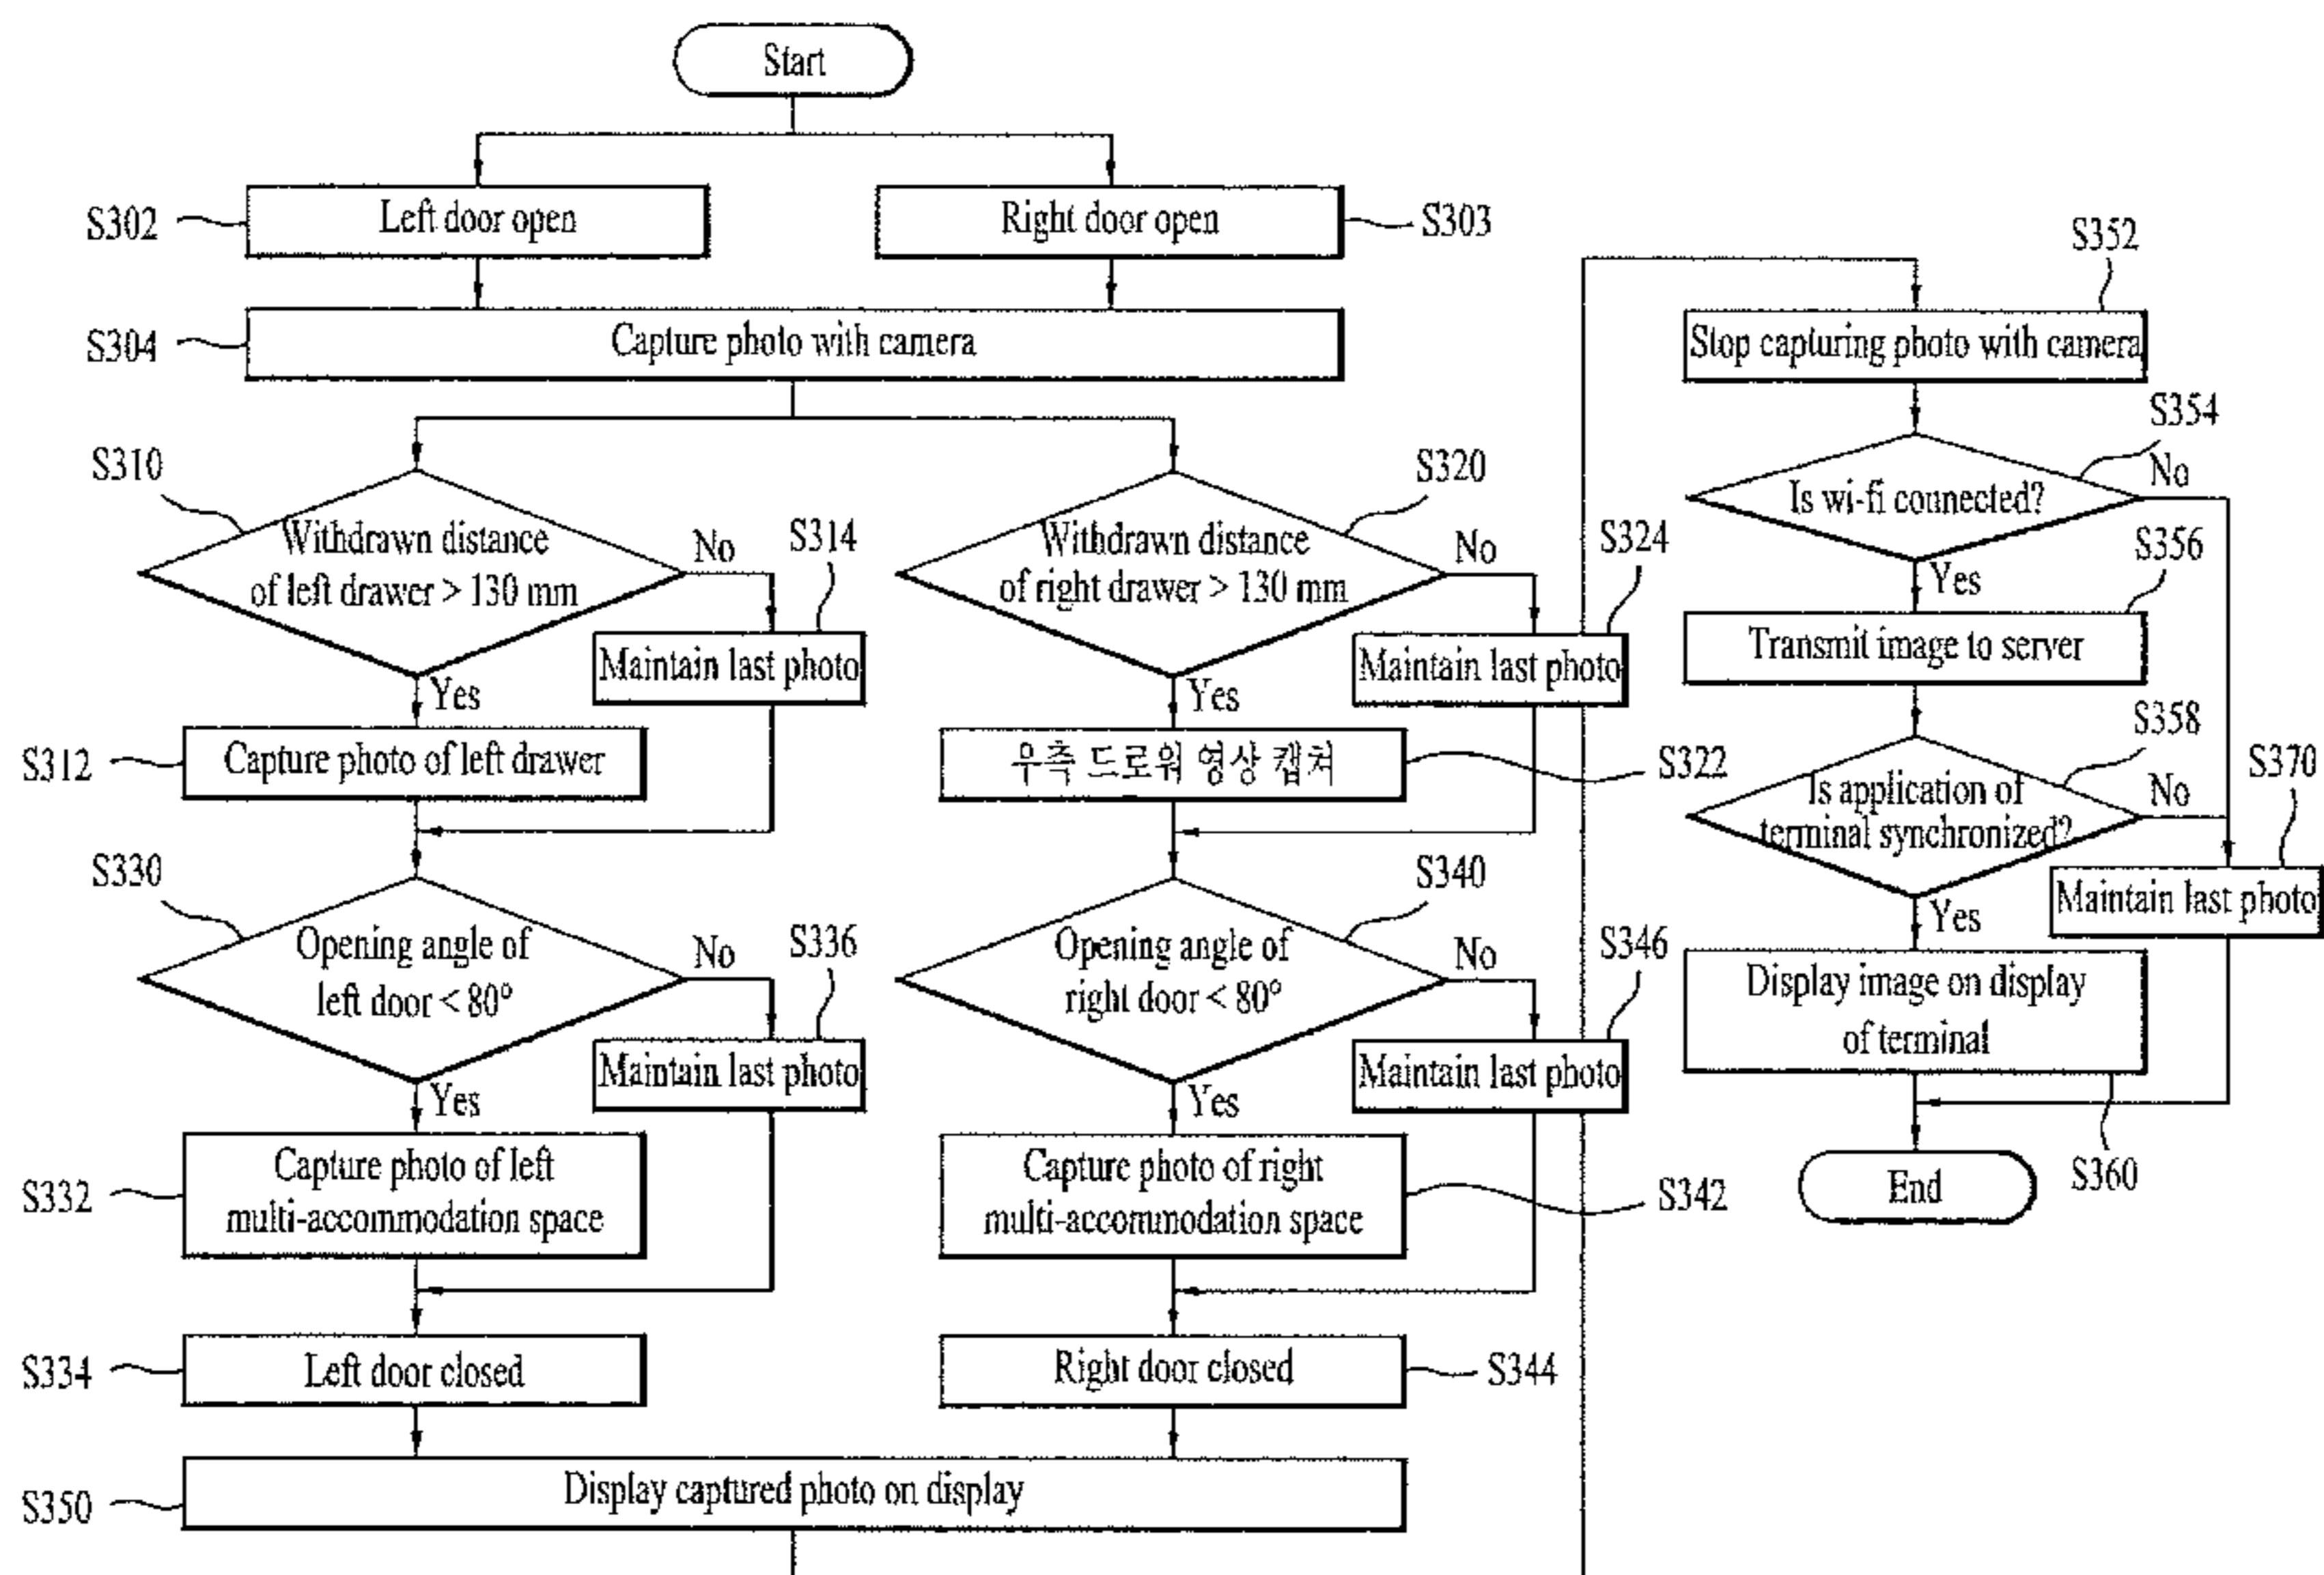 Start
S302
Left door open
Right door open
S303
S304
Capture photo with camera
S310
Withdrawn distance
of left drawer > 130 mm
No
S314
Maintain last photo
Yes
S312
Capture photo of left drawer
S320
Withdrawn distance
of right drawer > 130 mm
No
S324
Maintain last photo
Yes
우측 드로워 영상 캡쳐
S322
S330
Opening angle of
left door < 80°
No
S336
Maintain last photo
Yes
S332
Capture photo of left
multi-accommodation space
S334
Left door closed
S340
Opening angle of
right door < 80°
No
S346
Maintain last photo
Yes
Capture photo of right
multi-accommodation space
S342
Right door closed
S344
S350
Display captured photo on display
S352
Stop capturing photo with camera
S354
Is wi-fi connected?
No
Yes
S356
Transmit image to server
S358
Is application of
terminal synchronized?
No
S370
Maintain last photo
Yes
Display image on display
of terminal
S360
End